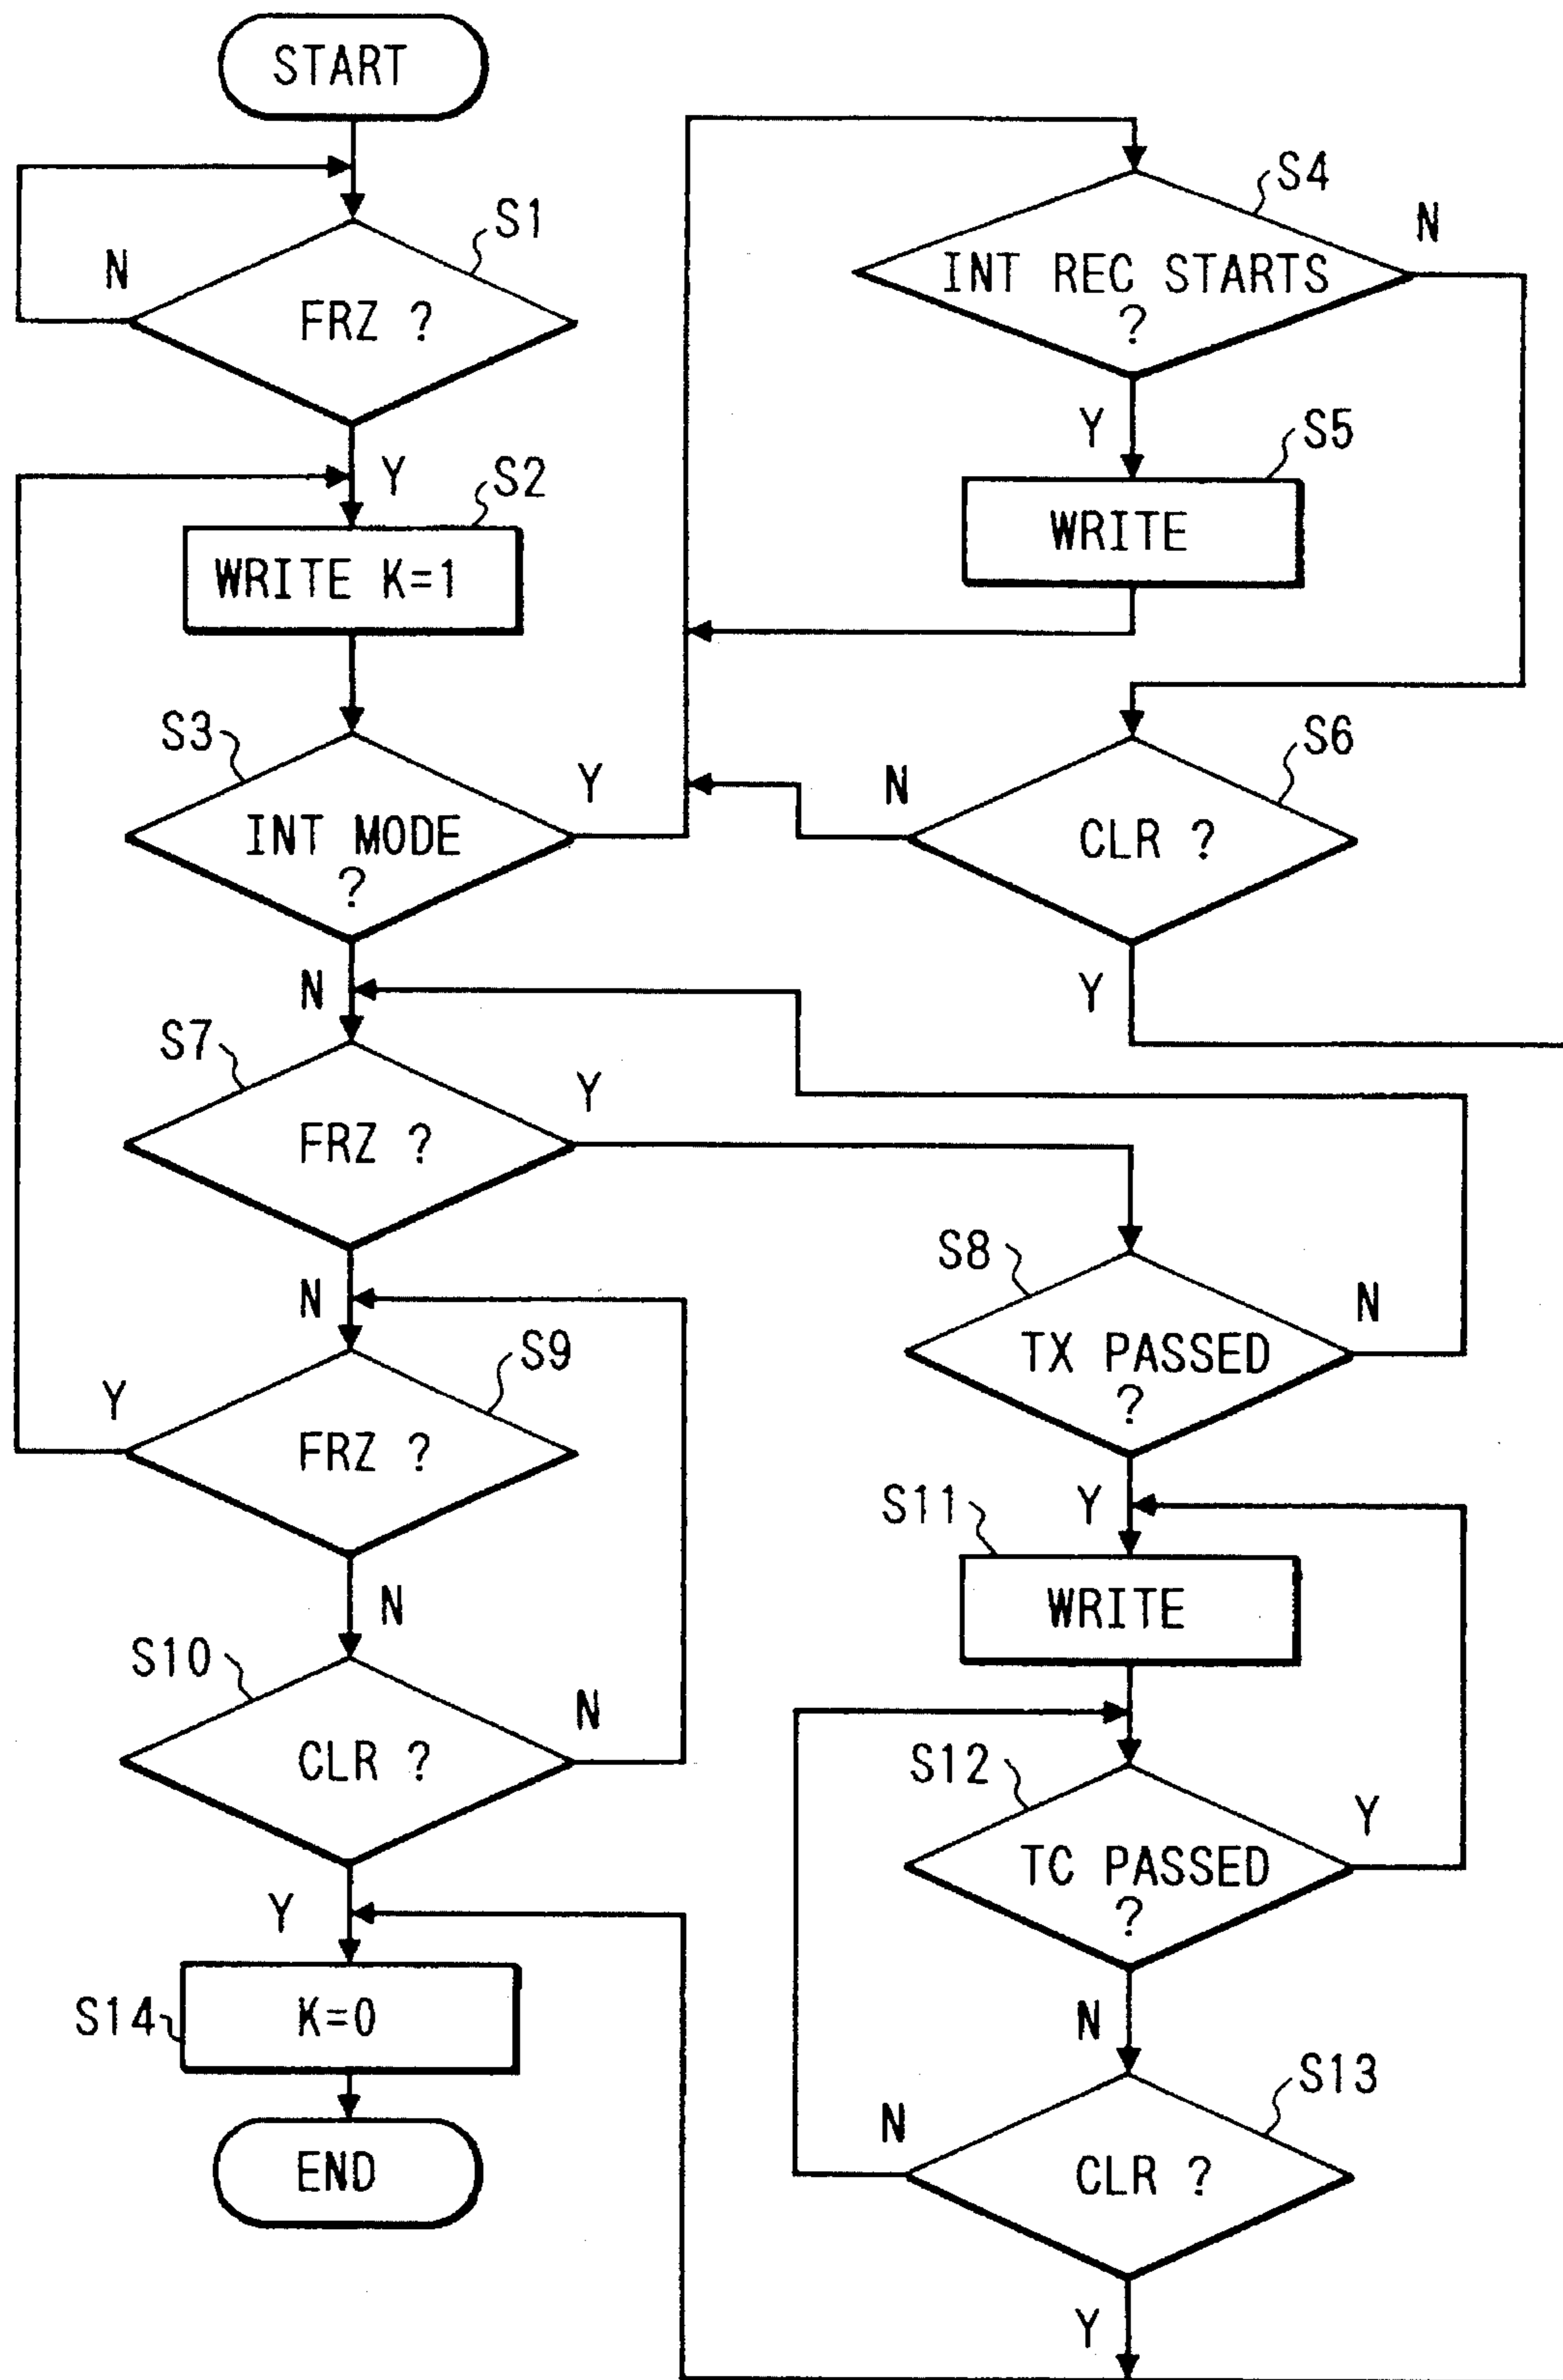 START
S1
N
FRZ ?
Y
S2
WRITE K=1
S3
INT MODE
?
Y
N
S4
INT REC STARTS
?
N
Y
S5
WRITE
S6
CLR ?
N
Y
S7
FRZ ?
Y
N
S8
TX PASSED
?
N
Y
S9
FRZ ?
Y
N
S10
CLR ?
N
Y
S11
WRITE
S12
TC PASSED
?
Y
N
S13
CLR ?
N
Y
S14
K=0
END